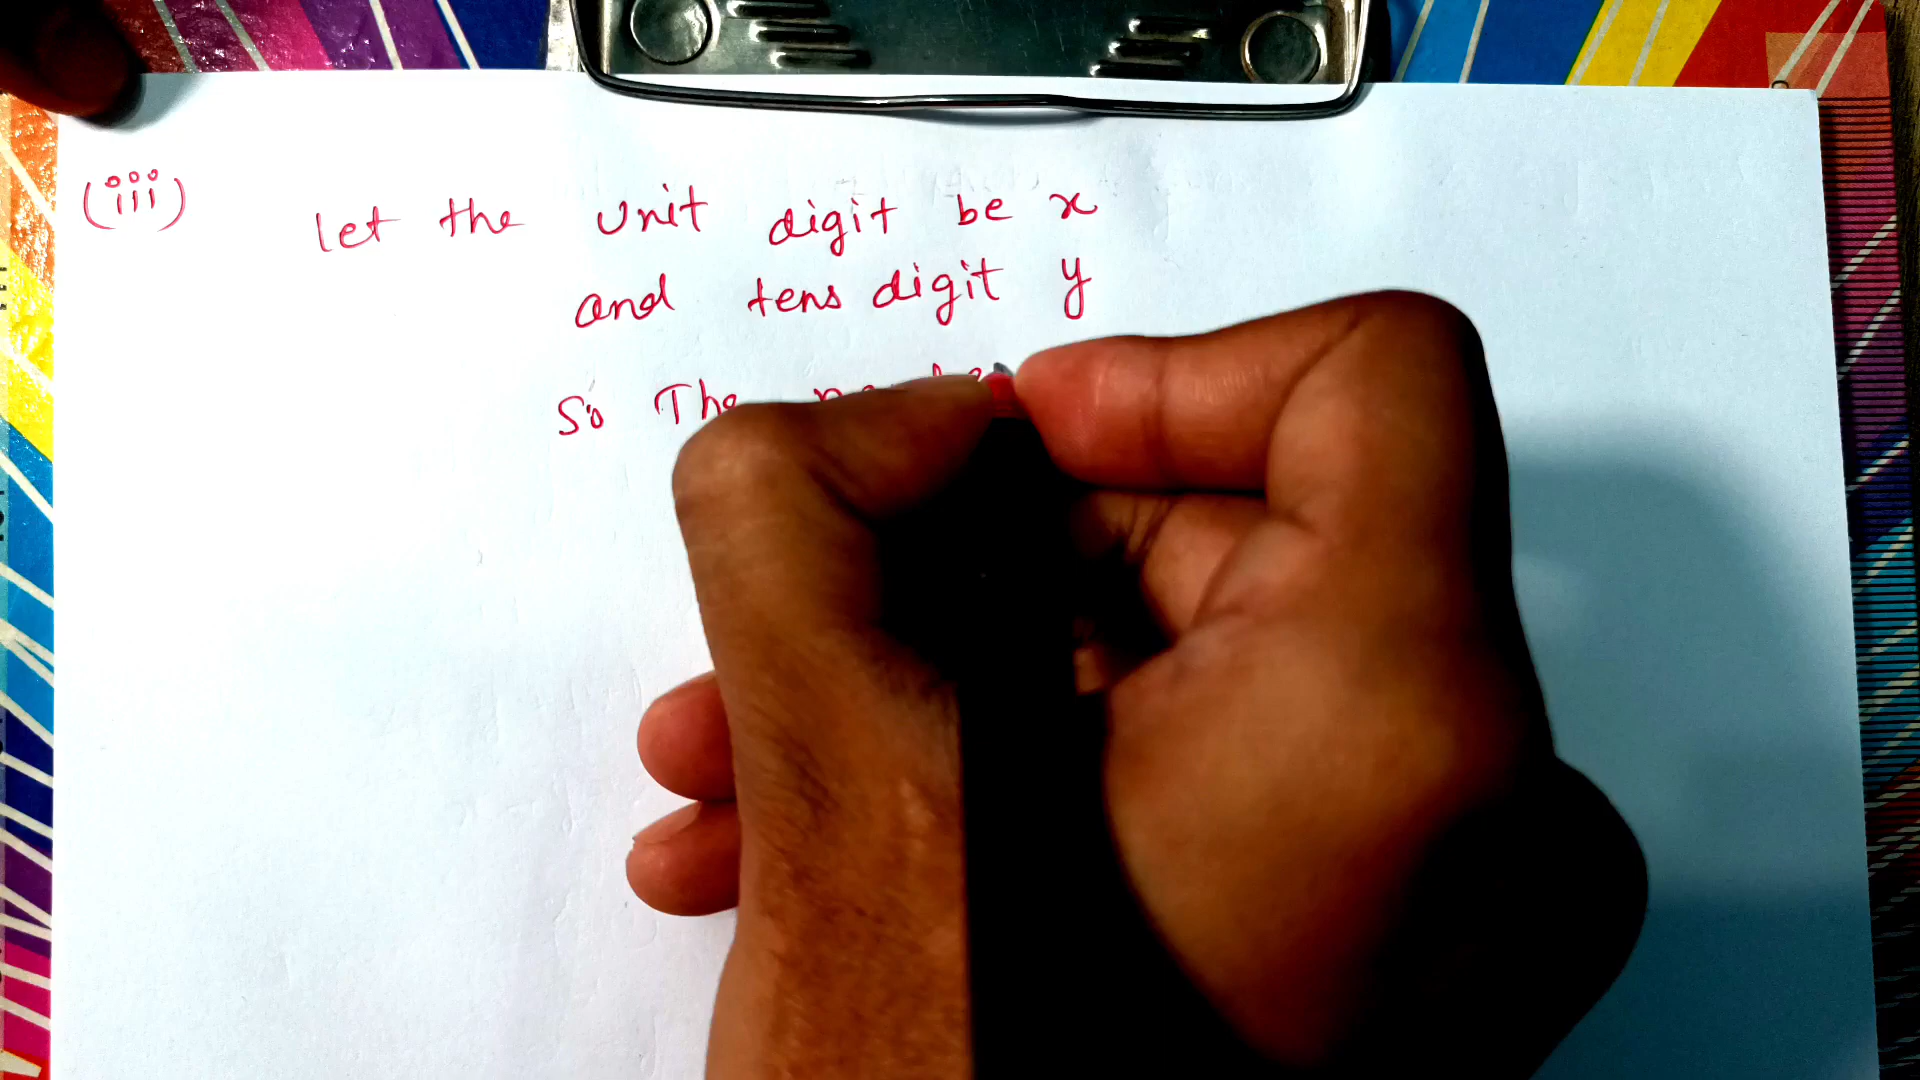 (iii) let the unit digit be x
and tens digit y
So The